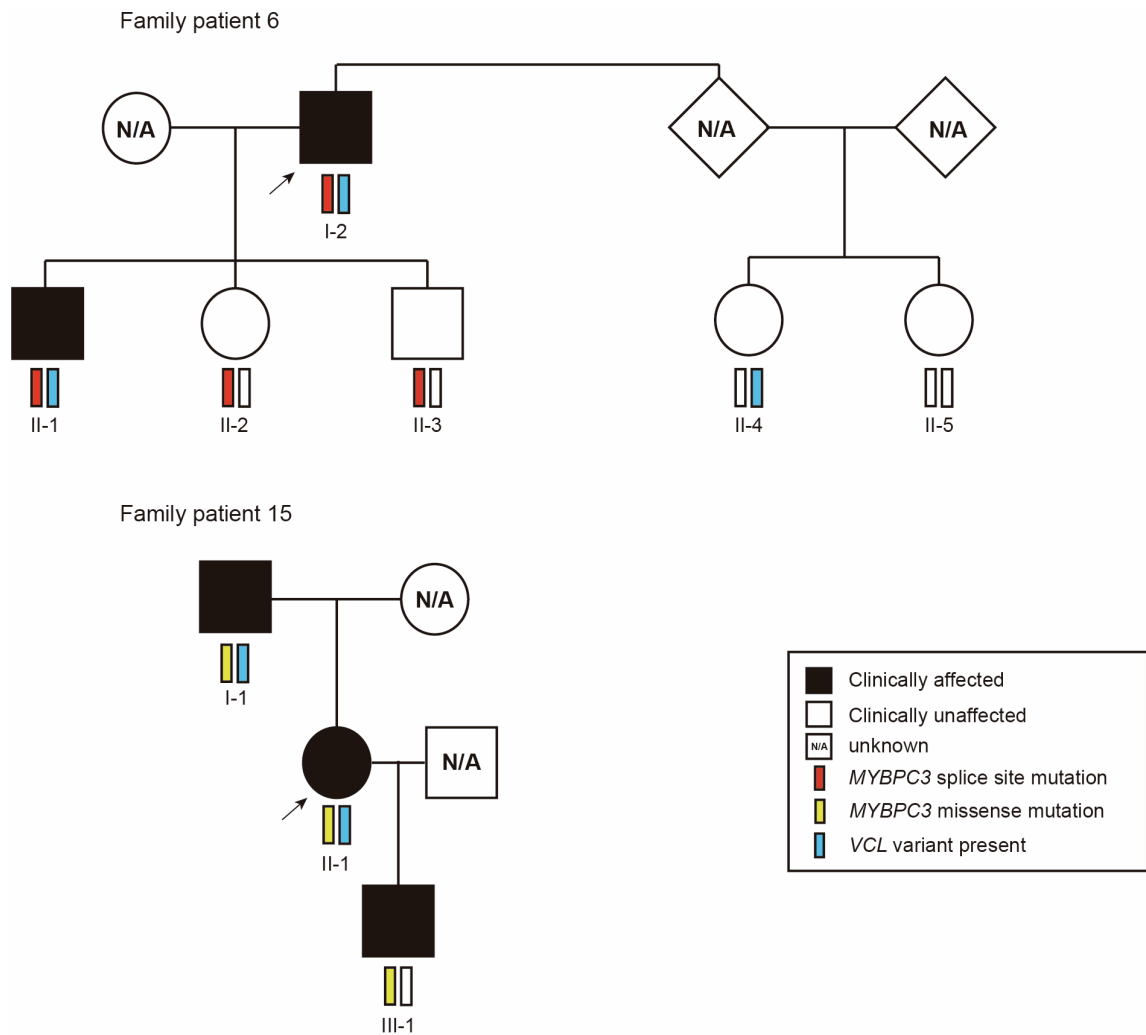 Family patient 6
N/A
N/A
N/A
I-2
II-1
II-2
II-3
II-4
II-5
Family patient 15
N/A
I-1
N/A
II-1
III-1
Clinically affected
Clinically unaffected
N/A unknown
MYBPC3 splice site mutation
MYBPC3 missense mutation
VCL variant present